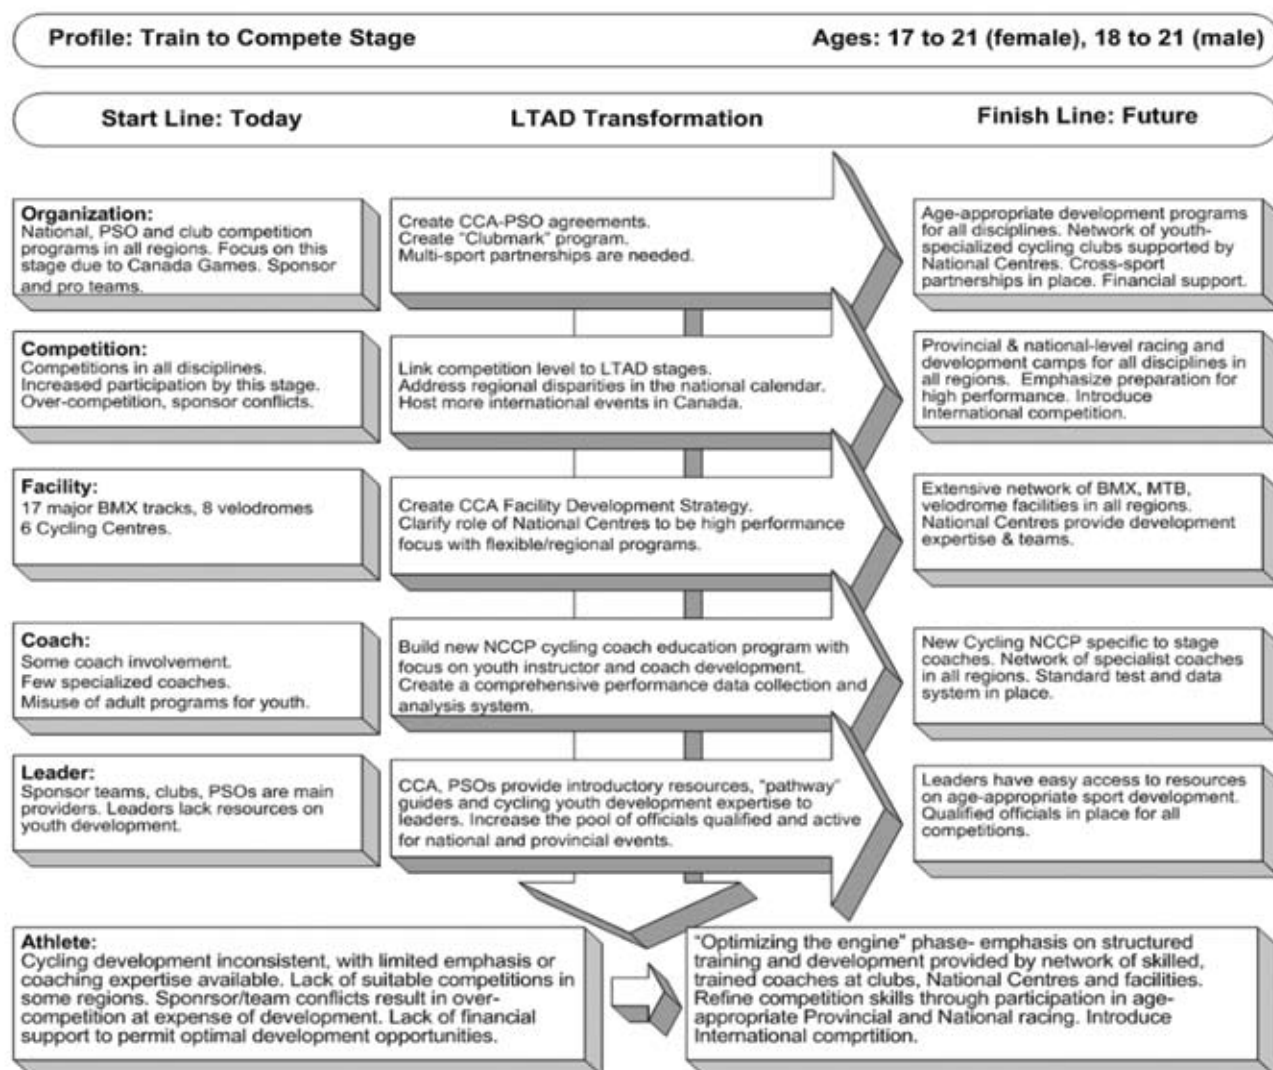 Profile: Train to Compete Stage
Ages: 17 to 21 (female), 18 to 21 (male)
Start Line: Today
LTAD Transformation
Finish Line: Future
Organization:
National, PSO and club competition
programs in all regions. Focus on this
stage due to Canada Games. Sponsor
and pro teams.
Create CCA-PSO agreements.
Create "Clubmark" program.
Multi-sport partnerships are needed.
Age-appropriate development programs
for all disciplines. Network of youth-
specialized cycling clubs supported by
National Centres. Cross-sport
partnerships in place. Financial support.
Competition:
Competitions in all disciplines.
Increased participation by this stage.
Over-competition, sponsor conflicts.
Link competition level to LTAD stages.
Address regional disparities in the national calendar.
Host more international events in Canada.
Provincial & national-level racing and
development camps for all disciplines in
all regions. Emphasize preparation for
high performance. Introduce
International competition.
Facility:
17 major BMX tracks, 8 velodromes
6 Cycling Centres.
Create CCA Facility Development Strategy.
Clarify role of National Centres to be high performance
focus with flexible/regional programs.
Extensive network of BMX, MTB,
velodrome facilities in all regions.
National Centres provide development
expertise & teams.
Coach:
Some coach involvement.
Few specialized coaches.
Misuse of adult programs for youth.
Build new NCCP cycling coach education program with
focus on youth instructor and coach development.
Create a comprehensive performance data collection and
analysis system.
New Cycling NCCP specific to stage
coaches. Network of specialist coaches
in all regions. Standard test and data
system in place.
Leader:
Sponsor teams, clubs, PSOs are main
providers. Leaders lack resources on
youth development.
CCA, PSOs provide introductory resources, "pathway"
guides and cycling youth development expertise to
leaders. Increase the pool of officials qualified and active
for national and provincial events.
Leaders have easy access to resources
on age-appropriate sport development.
Qualified officials in place for all
competitions.
Athlete:
Cycling development inconsistent, with limited emphasis or
coaching expertise available. Lack of suitable competitions in
some regions. Sponrsor/team conflicts result in over-
competition at expense of development. Lack of financial
support to permit optimal development opportunities.
"Optimizing the engine" phase- emphasis on structured
training and development provided by network of skilled,
trained coaches at clubs, National Centres and facilities.
Refine competition skills through participation in age-
appropriate Provincial and National racing. Introduce
International comprtition.